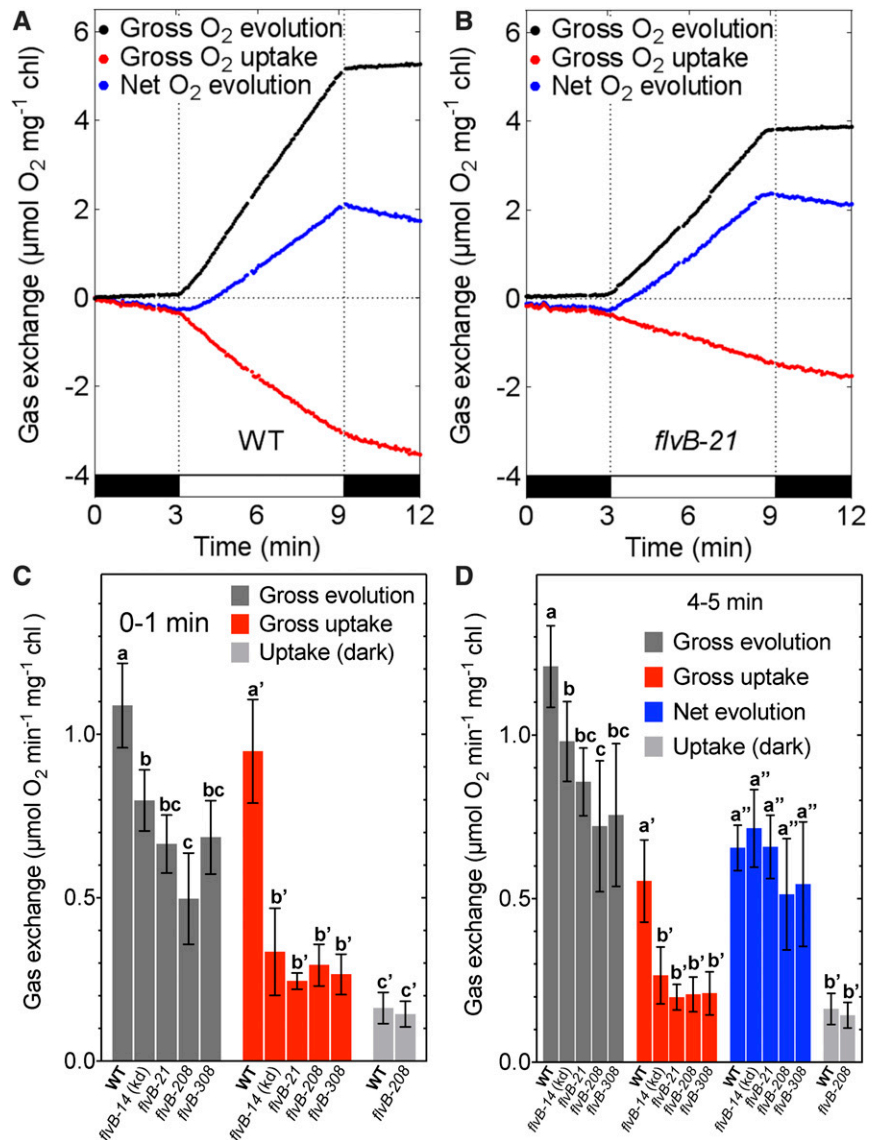 A
Gross O₂ evolution
Gross O₂ uptake
Net O₂ evolution
WT
Gas exchange (µmol O₂ mg⁻¹ chl)
6
4
2
0
-2
-4
0 3 6 9 12
Time (min)
B
Gross O₂ evolution
Gross O₂ uptake
Net O₂ evolution
flvB-21
Gas exchange (µmol O₂ mg⁻¹ chl)
6
4
2
0
-2
-4
0 3 6 9 12
Time (min)
C
0-1 min
Gross evolution
Gross uptake
Uptake (dark)
Gas exchange (µmol O₂ min⁻¹ mg⁻¹ chl )
1.0
0.5
0.0
a b bc c bc
a' b' b' b' b'
c' c'
WT flvB-14 (kd) flvB-21 flvB-208 flvB-308
WT flvB-14 (kd) flvB-21 flvB-208 flvB-308
WT flvB-208
D
4-5 min
Gross evolution
Gross uptake
Net evolution
Uptake (dark)
Gas exchange (µmol O₂ min⁻¹ mg⁻¹ chl )
1.0
0.5
0.0
a b bc c bc
a' b' b' b' b'
a'' a'' a'' a'' a''
b' b'
WT flvB-14 (kd) flvB-21 flvB-208 flvB-308
WT flvB-14 (kd) flvB-21 flvB-208 flvB-308
WT flvB-14 (kd) flvB-21 flvB-208 flvB-308
WT flvB-208